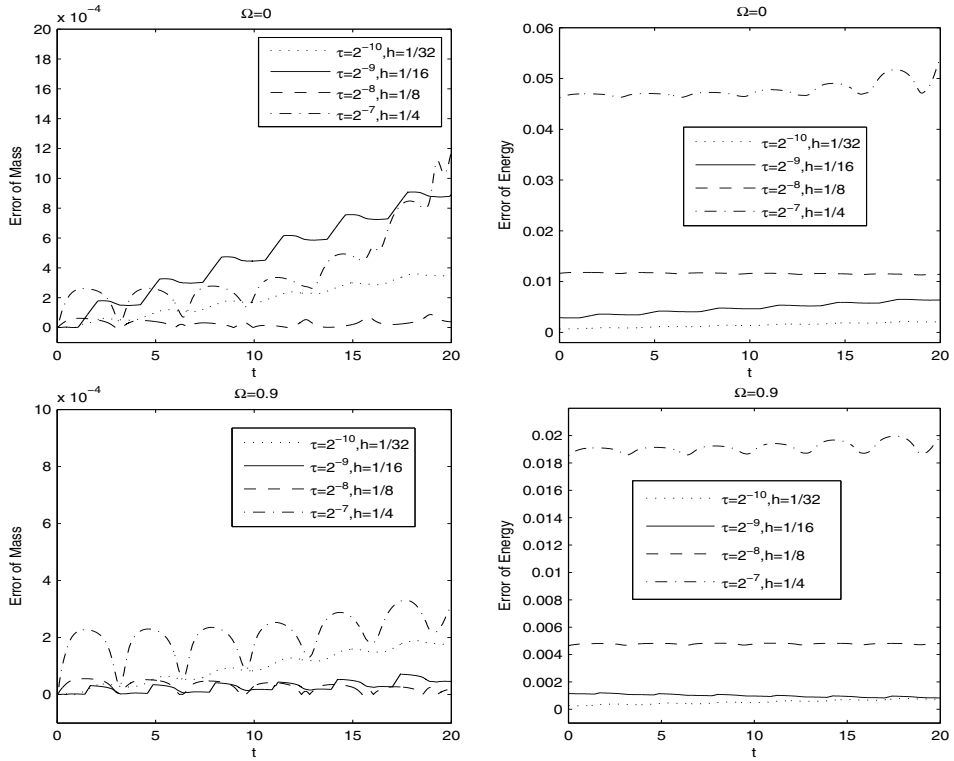 x 10⁻⁴
Ω=0
20
18
16
14
12
10
8
6
4
2
0
Error of Mass
τ=2⁻¹⁰,h=1/32
τ=2⁻⁹,h=1/16
τ=2⁻⁸,h=1/8
τ=2⁻⁷,h=1/4
0 5 10 15 20
t
Ω=0
0.06
0.05
0.04
0.03
0.02
0.01
0
Error of Energy
τ=2⁻¹⁰,h=1/32
τ=2⁻⁹,h=1/16
τ=2⁻⁸,h=1/8
τ=2⁻⁷,h=1/4
0 5 10 15 20
t
x 10⁻⁴
Ω=0.9
10
8
6
4
2
0
Error of Mass
τ=2⁻¹⁰,h=1/32
τ=2⁻⁹,h=1/16
τ=2⁻⁸,h=1/8
τ=2⁻⁷,h=1/4
0 5 10 15 20
t
Ω=0.9
0.02
0.018
0.016
0.014
0.012
0.01
0.008
0.006
0.004
0.002
0
Error of Energy
τ=2⁻¹⁰,h=1/32
τ=2⁻⁹,h=1/16
τ=2⁻⁸,h=1/8
τ=2⁻⁷,h=1/4
0 5 10 15 20
t